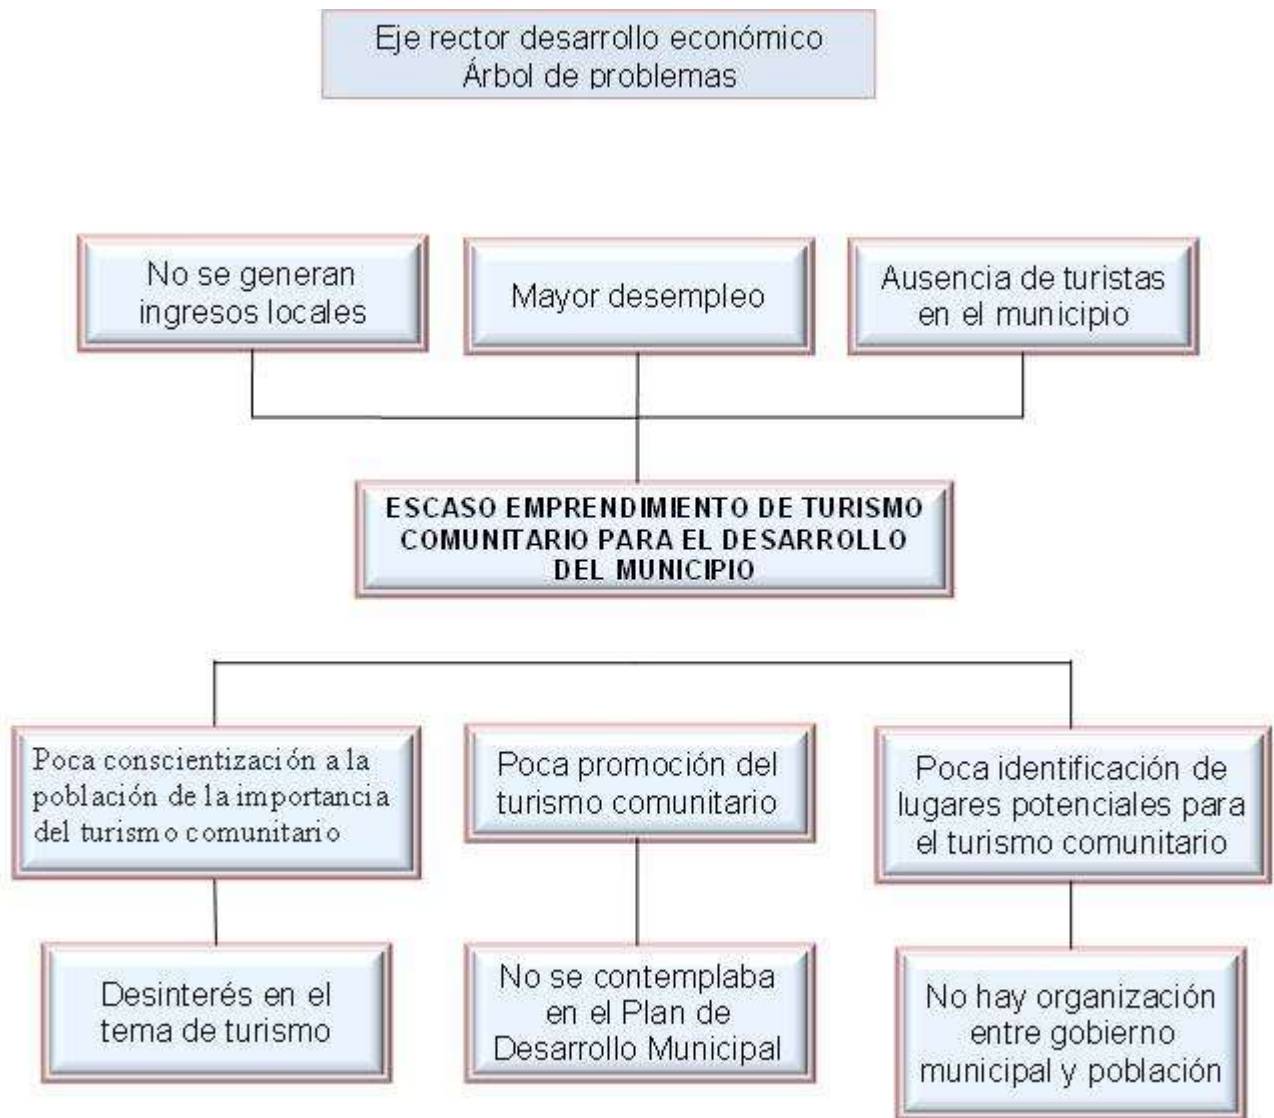 Eje rector desarrollo económico
Árbol de problemas
No se generan
ingresos locales
Mayor desempleo
Ausencia de turistas
en el municipio
ESCASO EMPRENDIMIENTO DE TURISMO
COMUNITARIO PARA EL DESARROLLO
DEL MUNICIPIO
Poca conscientización a la
población de la importancia
del turismo comunitario
Poca promoción del
turismo comunitario
Poca identificación de
lugares potenciales para
el turismo comunitario
Desinterés en el
tema de turismo
No se contemplaba
en el Plan de
Desarrollo Municipal
No hay organización
entre gobierno
municipal y población